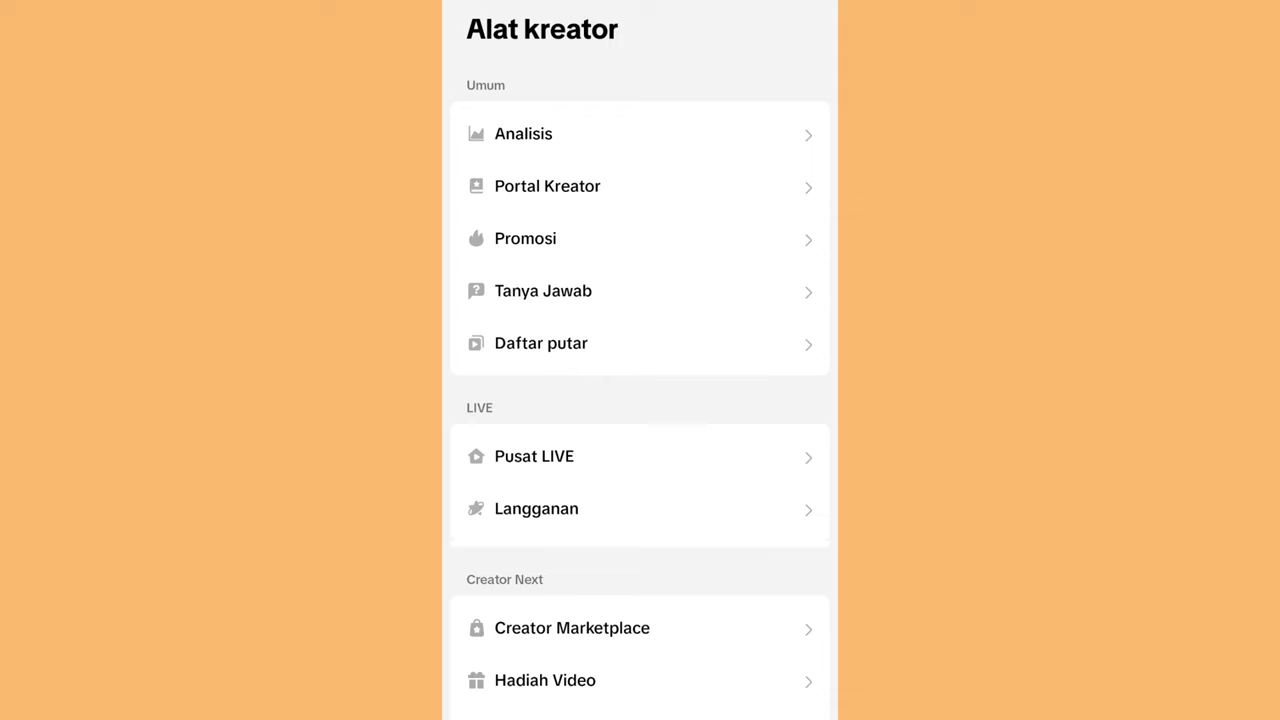 Alat kreator
Umum
Analisis
Portal Kreator
Promosi
Tanya Jawab
Daftar putar
LIVE
Pusat LIVE
Langganan
Creator Next
Creator Marketplace
Hadiah Video